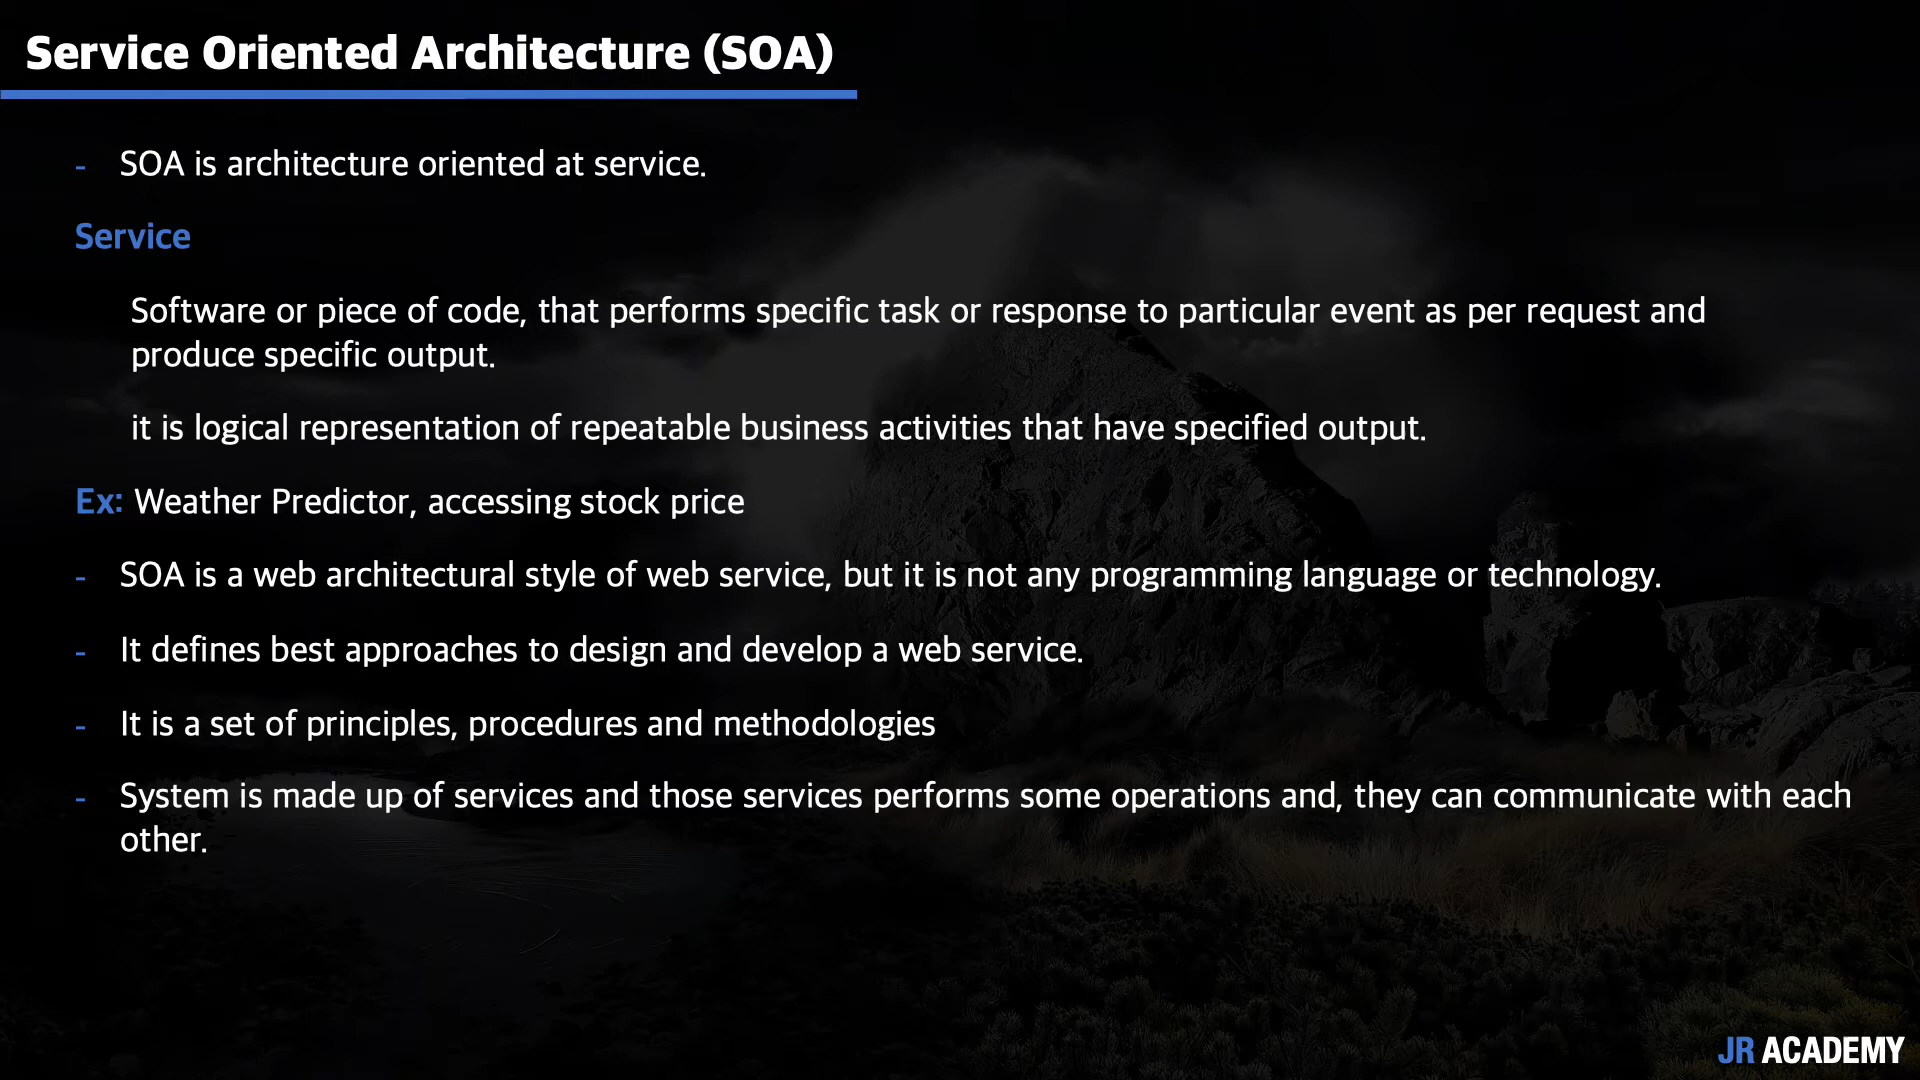 Service Oriented Architecture (SOA)
- SOA is architecture oriented at service.
Service
Software or piece of code, that performs specific task or response to particular event as per request and
produce specific output.
it is logical representation of repeatable business activities that have specified output.
Ex: Weather Predictor, accessing stock price
- SOA is a web architectural style of web service, but it is not any programming language or technology.
- It defines best approaches to design and develop a web service.
- It is a set of principles, procedures and methodologies
- System is made up of services and those services performs some operations and, they can communicate with each
other.
JR ACADEMY